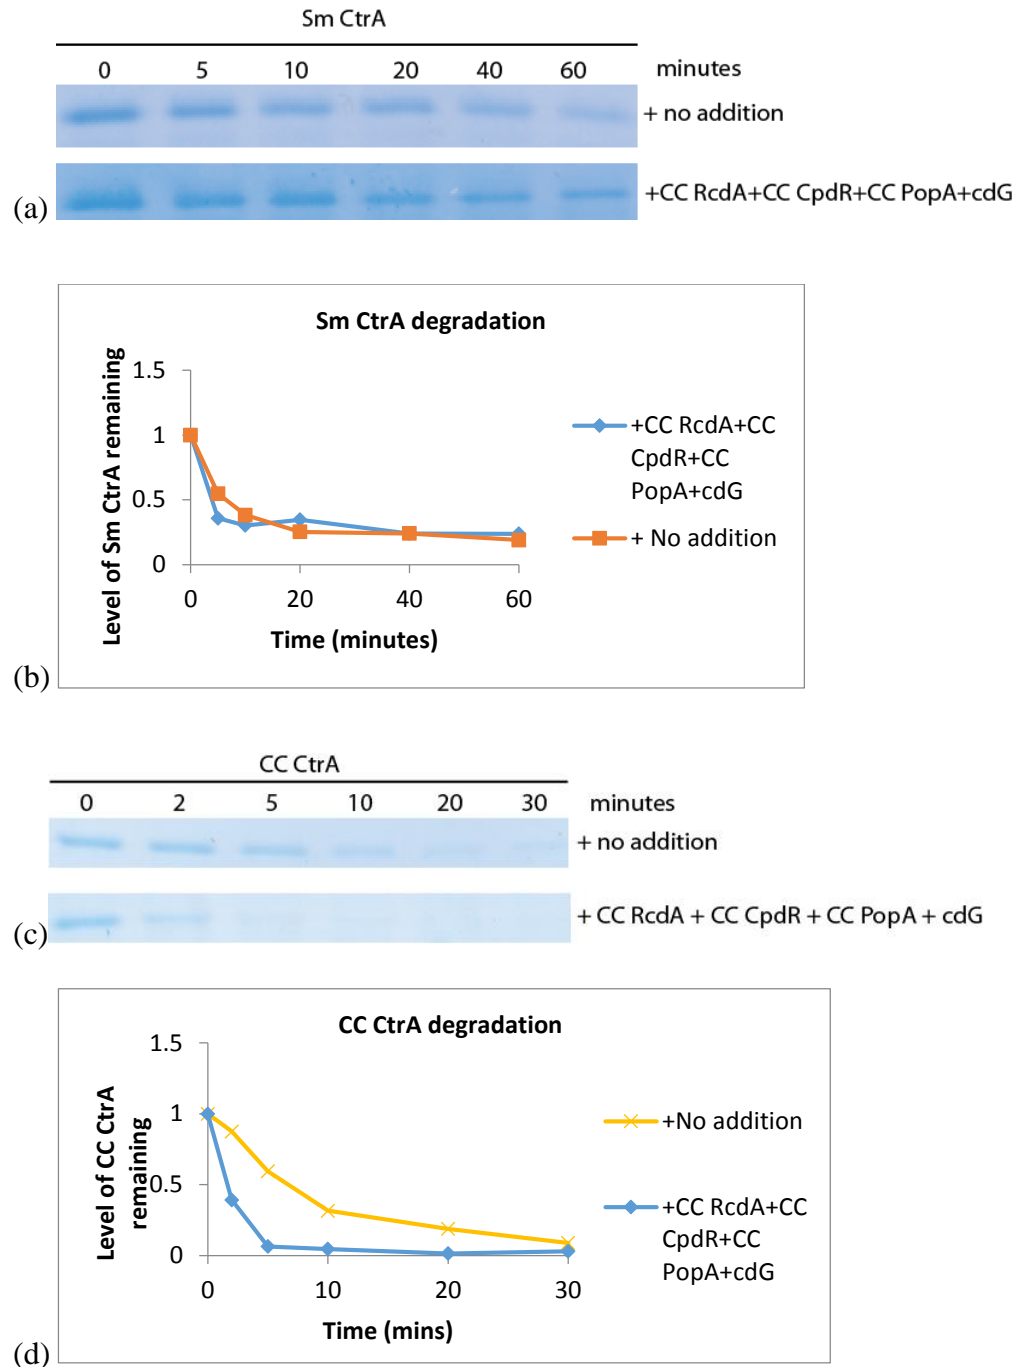 Sm CtrA
0 5 10 20 40 60 minutes
+ no addition
+CC RcdA+CC CpdR+CC PopA+cdG
(a)
Sm CtrA degradation
Level of Sm CtrA remaining
1.5
1
0.5
0
0 20 40 60
Time (minutes)
+CC RcdA+CC
CpdR+CC
PopA+cdG
+ No addition
(b)
CC CtrA
0 2 5 10 20 30 minutes
+ no addition
+ CC RcdA + CC CpdR + CC PopA + cdG
(c)
CC CtrA degradation
Level of CC CtrA
remaining
1.5
1
0.5
0
0 10 20 30
Time (mins)
+No addition
+CC RcdA+CC
CpdR+CC
PopA+cdG
(d)